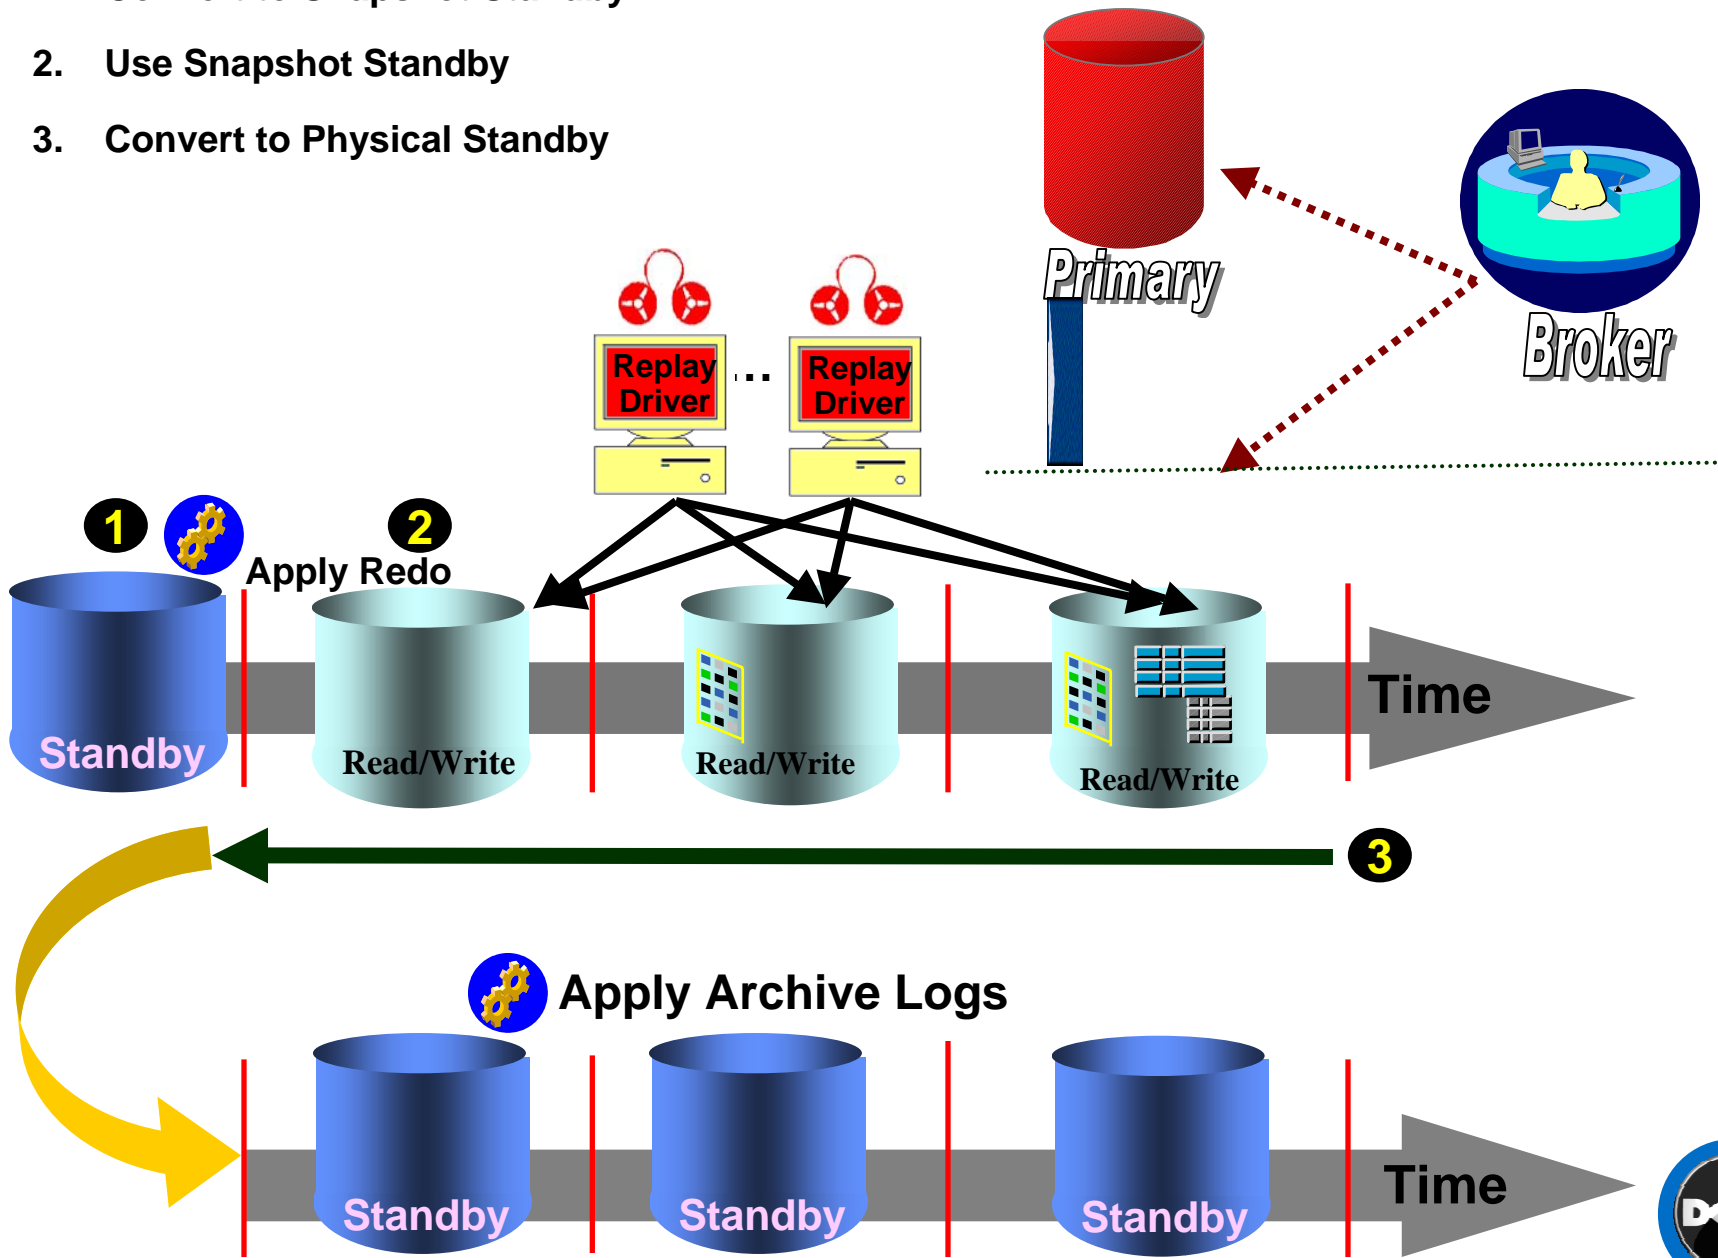 2. Use Snapshot Standby
3. Convert to Physical Standby
Primary
Broker
Replay
Driver
...
Replay
Driver
1
2
Apply Redo
Standby
Read/Write
Read/Write
Read/Write
Time
3
Apply Archive Logs
Standby
Standby
Standby
Time